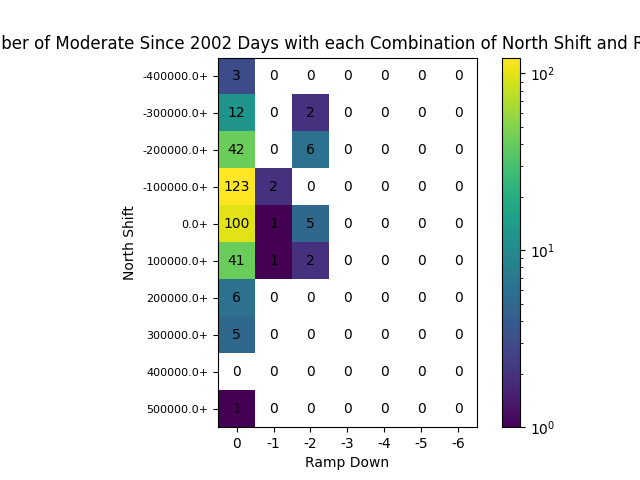 ber of Moderate Since 2002 Days with each Combination of North Shift and R
-400000.0+ 3 0 0 0 0 0 0
-300000.0+ 12 0 2 0 0 0 0
-200000.0+ 42 0 6 0 0 0 0
-100000.0+ 123 2 0 0 0 0 0
0.0+ 100 1 5 0 0 0 0
100000.0+ 41 1 2 0 0 0 0
200000.0+ 6 0 0 0 0 0 0
300000.0+ 5 0 0 0 0 0 0
400000.0+ 0 0 0 0 0 0 0
500000.0+ 1 0 0 0 0 0 0
0 -1 -2 -3 -4 -5 -6
Ramp Down
North Shift
10²
10¹
10⁰